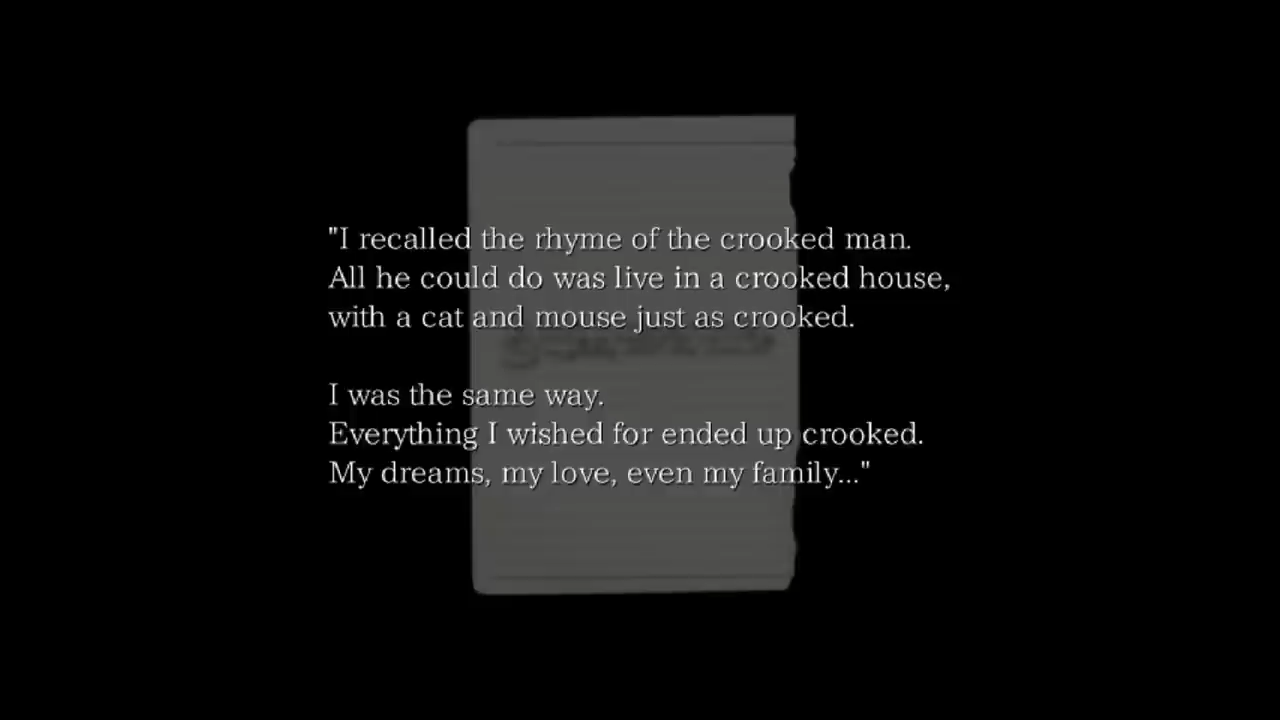 "I recalled the rhyme of the crooked man.
All he could do was live in a crooked house,
with a cat and mouse just as crooked.
I was the same way.
Everything I wished for ended up crooked.
My dreams, my love, even my family..."